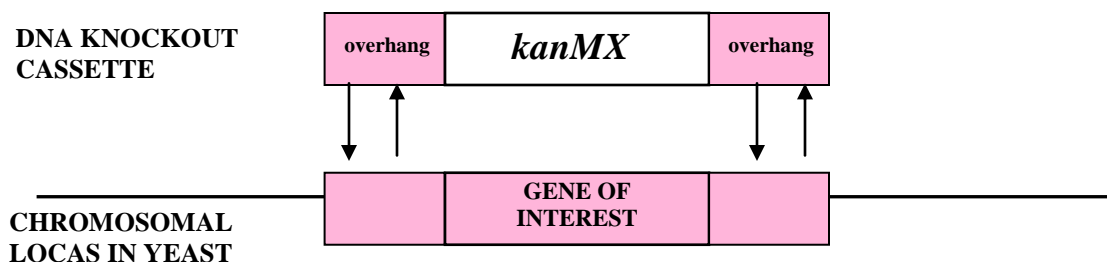 DNA KNOCKOUT
CASSETTE
overhang
kanMX
overhang
GENE OF
INTEREST
CHROMOSOMAL
LOCAS IN YEAST